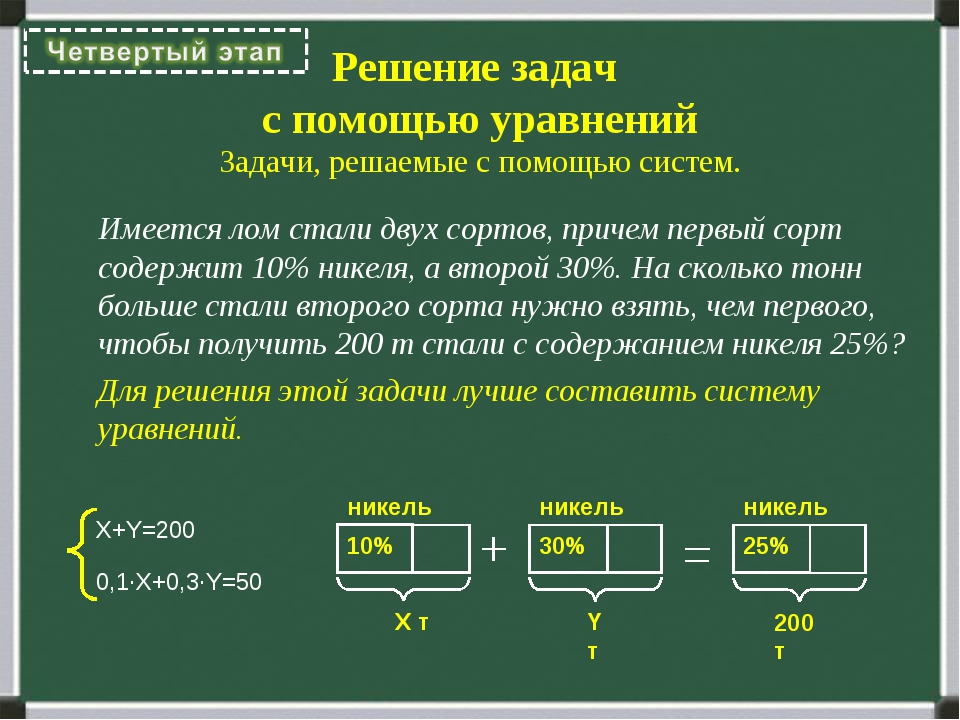 Четвертый этап
Решение задач
с помощью уравнений
Задачи, решаемые с помощью систем.
Имеется лом стали двух сортов, причем первый сорт
содержит 10% никеля, а второй 30%. На сколько тонн
больше стали второго сорта нужно взять, чем первого,
чтобы получить 200 т стали с содержанием никеля 25%?
Для решения этой задачи лучше составить систему
уравнений.
X+Y=200
0,1·X+0,3·Y=50
никель никель никель
10% + 30% = 25%
X т Y 200
т т